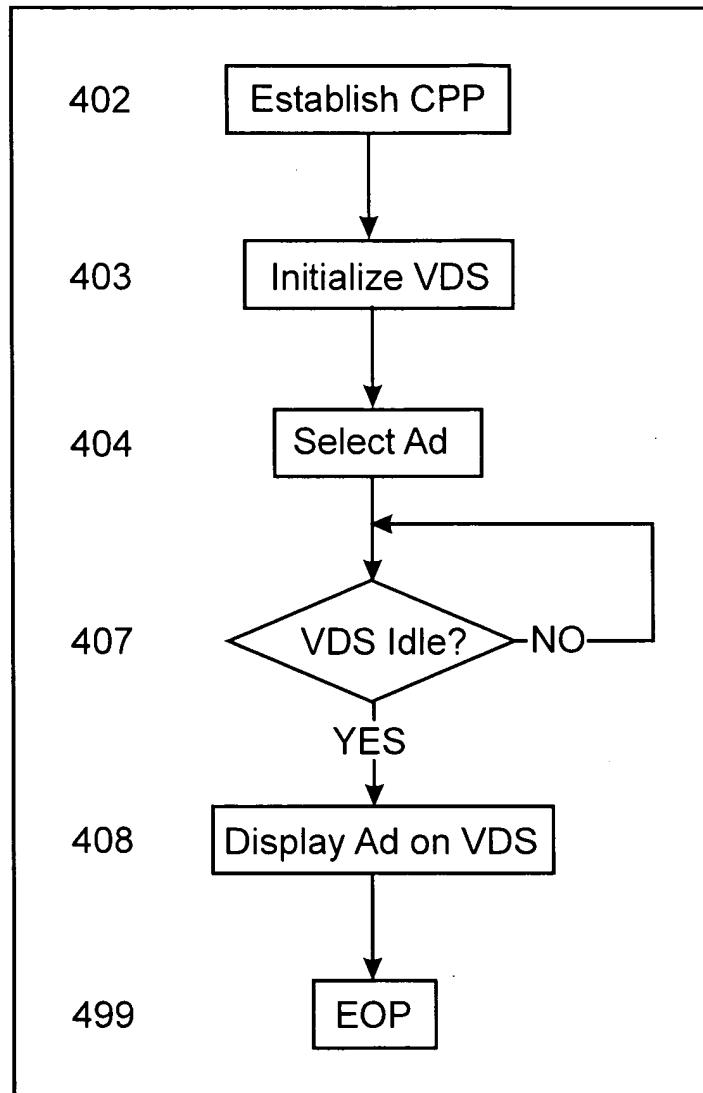 402 Establish CPP
403 Initialize VDS
404 Select Ad
407 VDS Idle? NO
YES
408 Display Ad on VDS
499 EOP